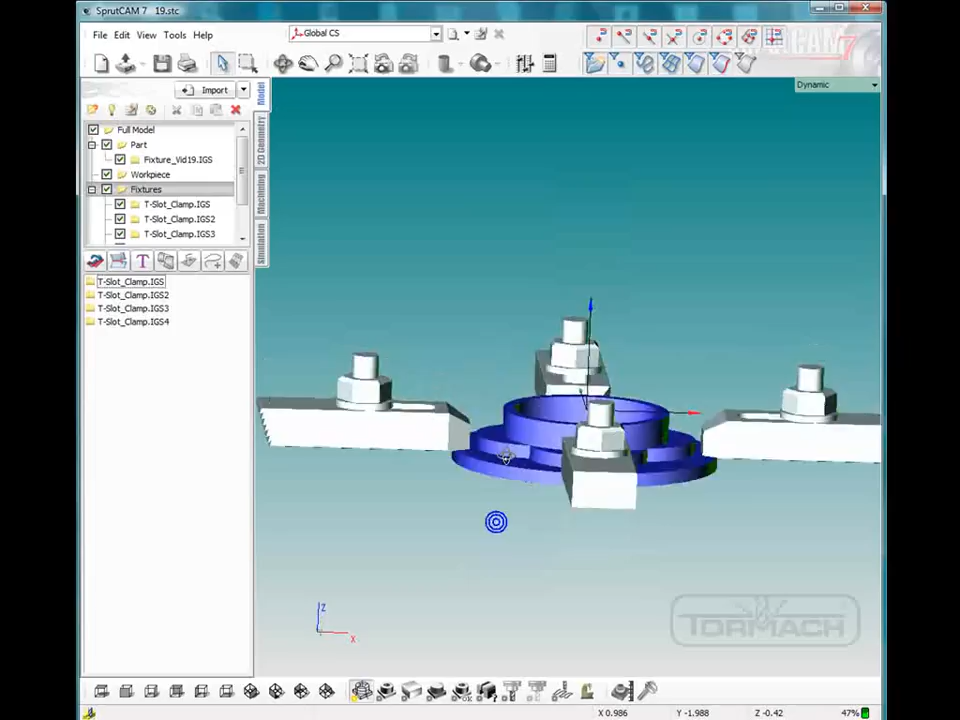 SprutCAM 7   19.stc
File Edit View Tools Help
Global CS
Import
Dynamic
Model
2D Geometry
Machining
Simulation
Full Model
Part
Fixture_Vid19.IGS
Workpiece
Fixtures
T-Slot_Clamp.IGS
T-Slot_Clamp.IGS2
T-Slot_Clamp.IGS3
T-Slot_Clamp.IGS
T-Slot_Clamp.IGS2
T-Slot_Clamp.IGS3
T-Slot_Clamp.IGS4
Z
X
TORMACH
X 0.986 Y -1.988 Z -0.42 47%